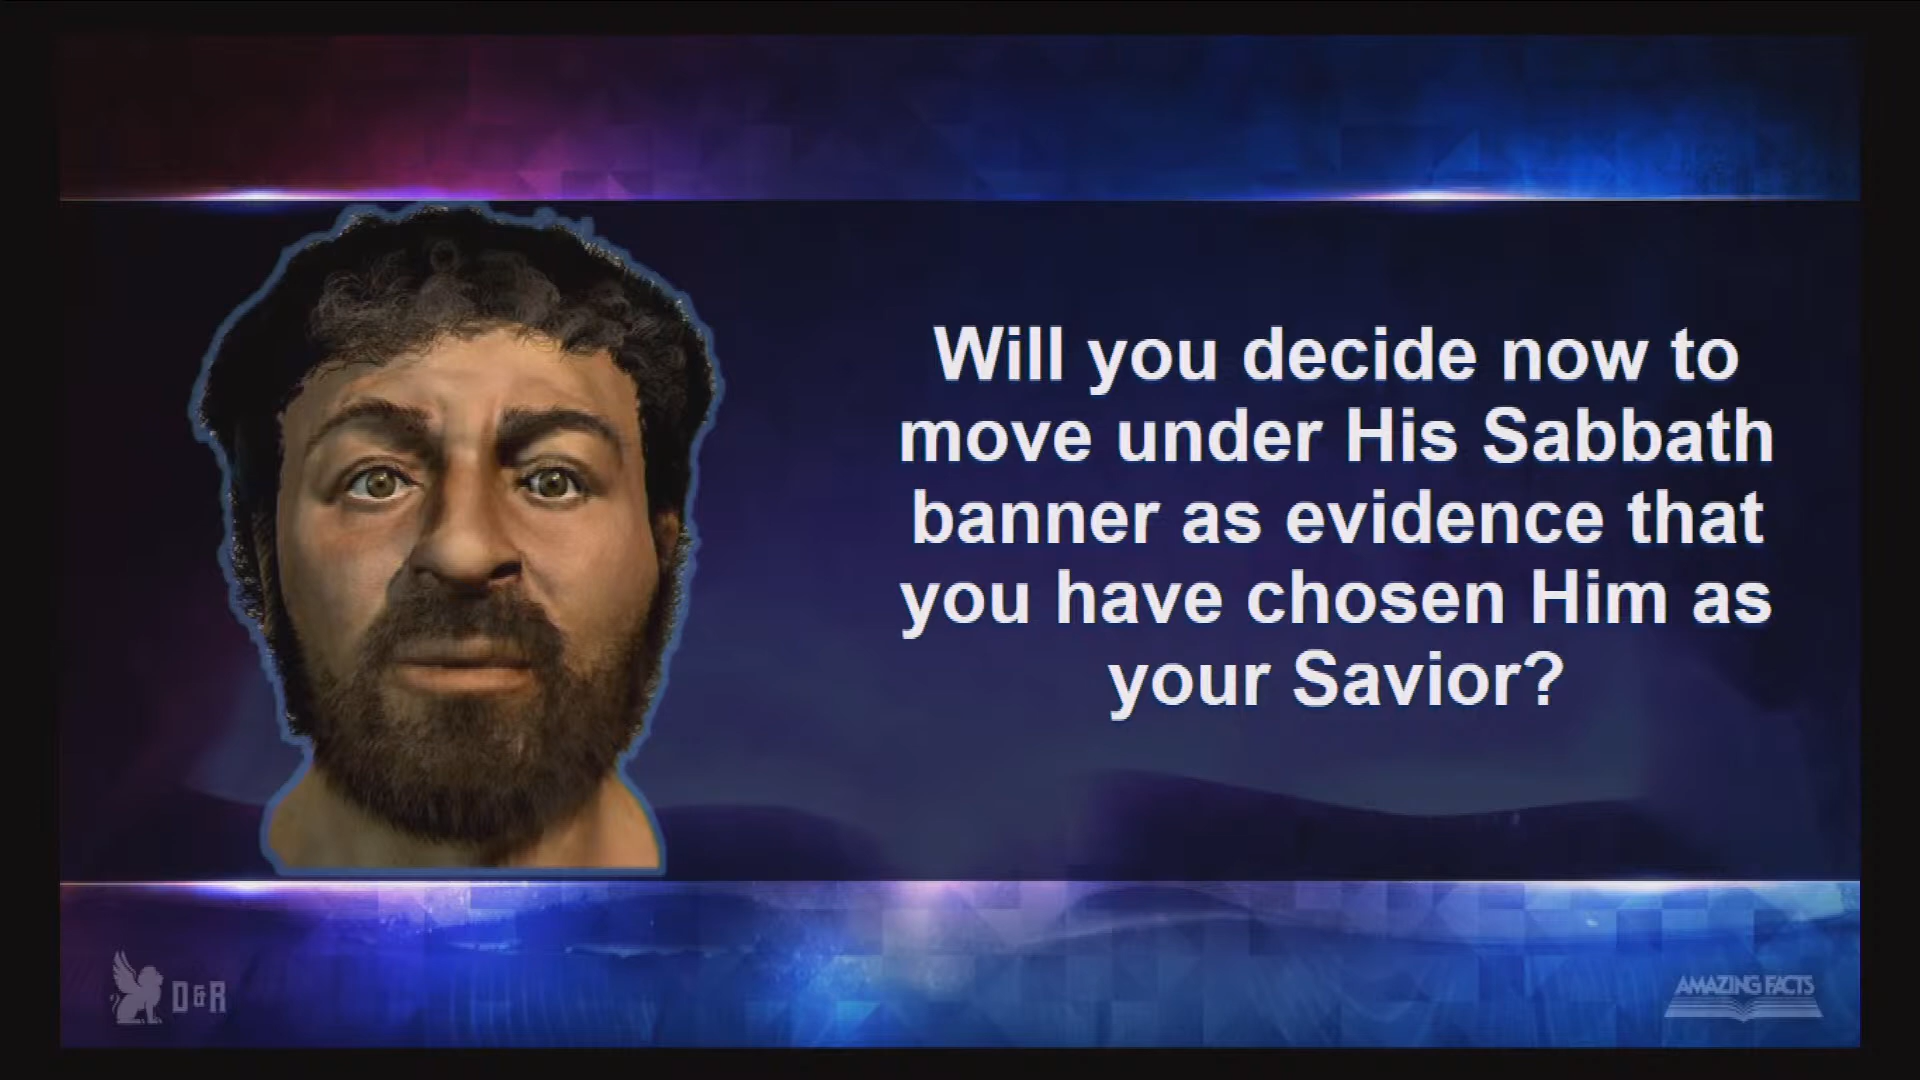 Will you decide now to
move under His Sabbath
banner as evidence that
you have chosen Him as
your Savior?
D&R
AMAZING FACTS